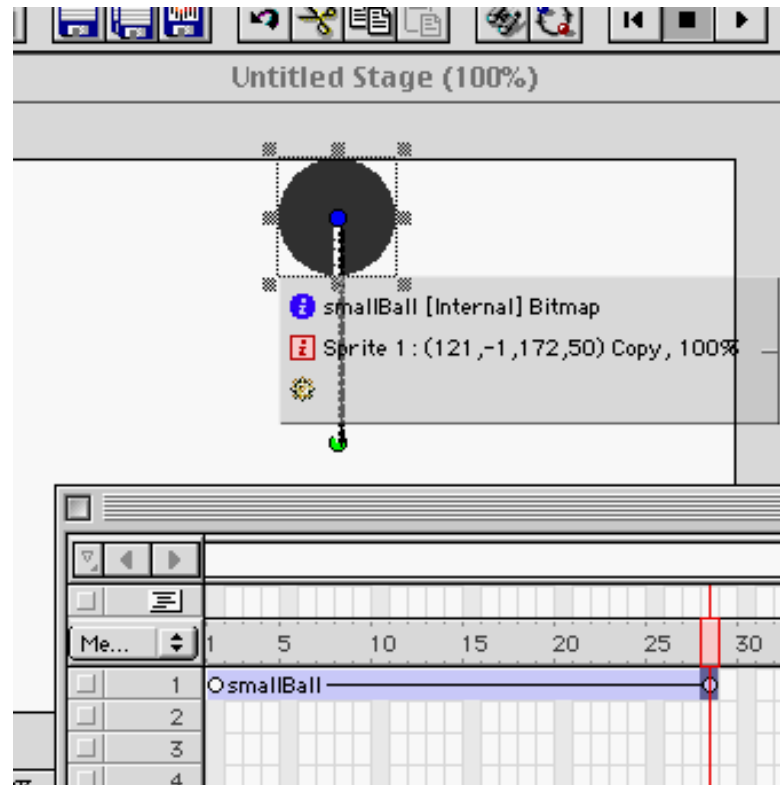 Untitled Stage (100%)
smallBall [Internal] Bitmap
Sprite 1: (121,-1,172,50) Copy, 100%
Me... 1 5 10 15 20 25 30
1 smallBall
2
3
4